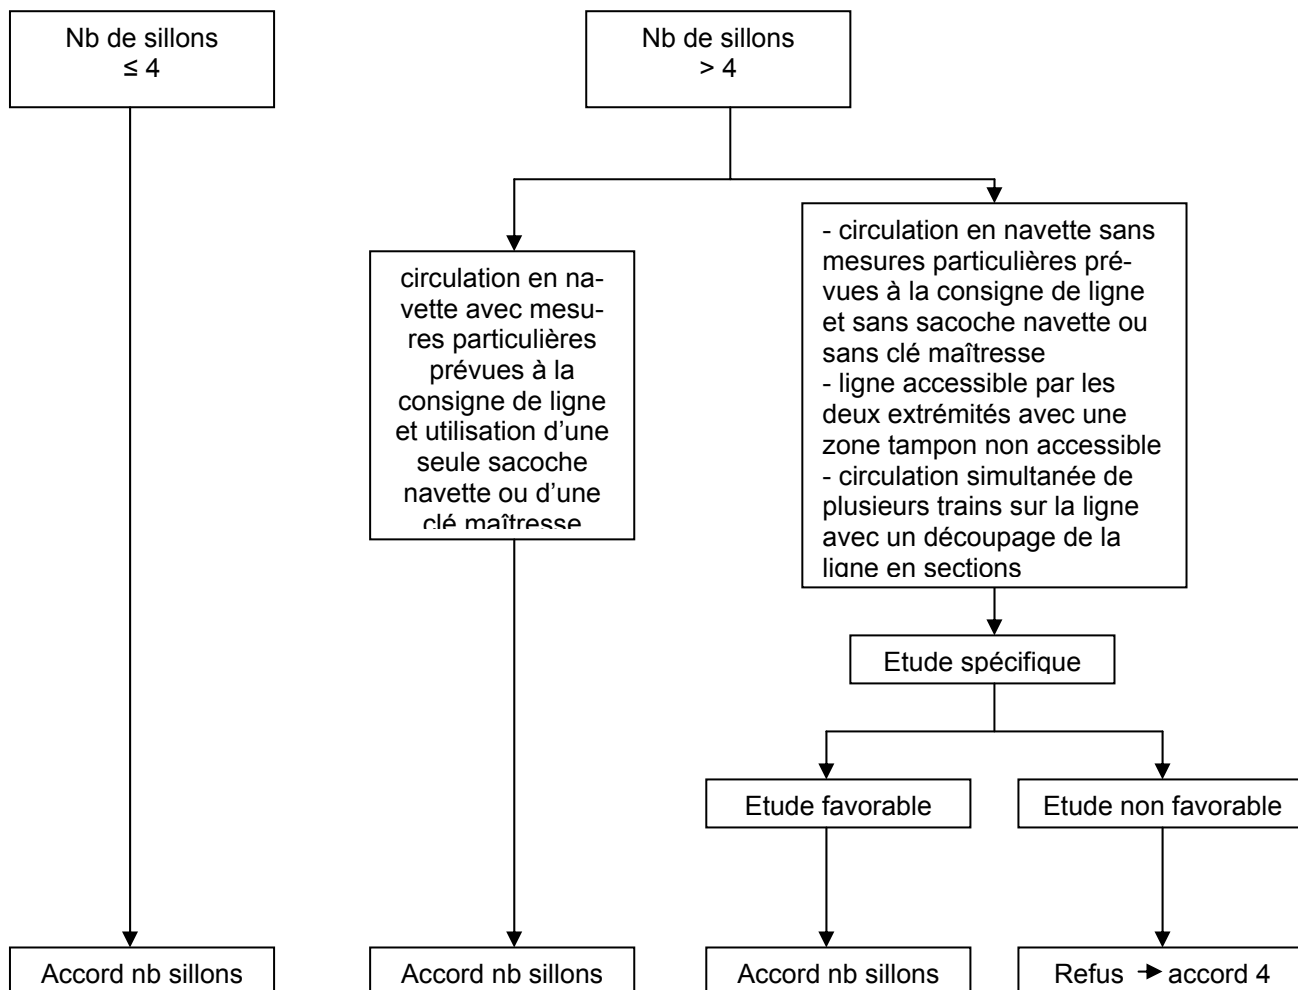 Nb de sillons
≤ 4
Nb de sillons
> 4
circulation en na-
vette avec mesu-
res particulières
prévues à la
consigne de ligne
et utilisation d’une
seule sacoche
navette ou d’une
clé maîtresse
- circulation en navette sans
mesures particulières pré-
vues à la consigne de ligne
et sans sacoche navette ou
sans clé maîtresse
- ligne accessible par les
deux extrémités avec une
zone tampon non accessible
- circulation simultanée de
plusieurs trains sur la ligne
avec un découpage de la
ligne en sections
Etude spécifique
Etude favorable
Etude non favorable
Accord nb sillons
Accord nb sillons
Accord nb sillons
Refus → accord 4